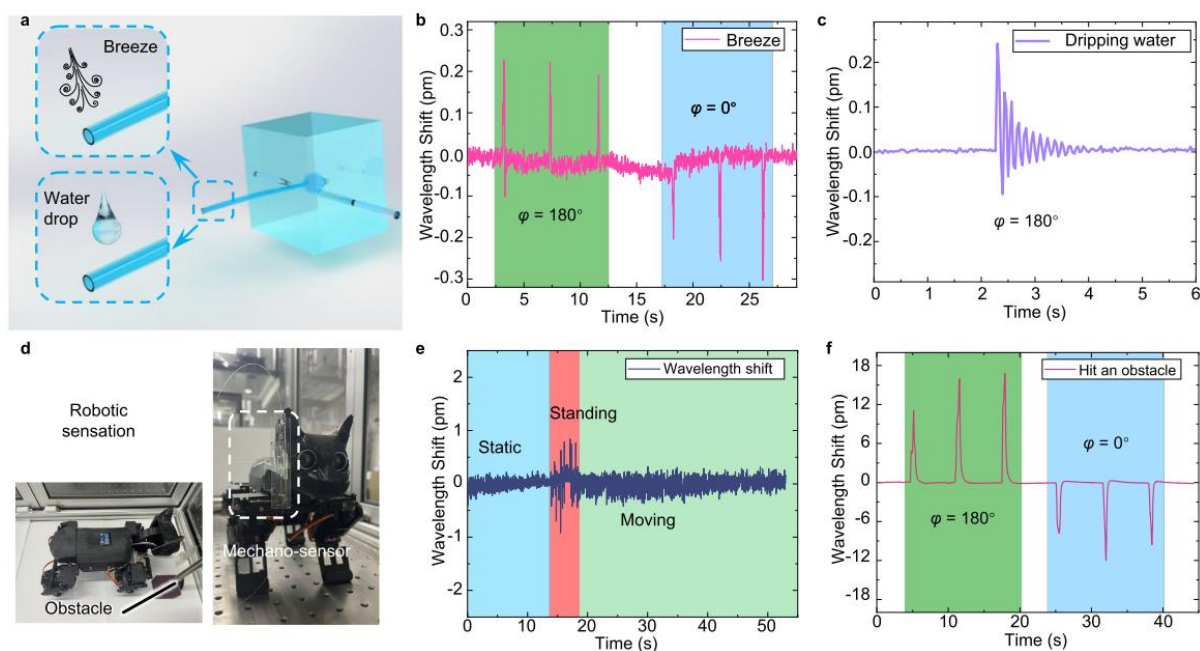 a
Breeze
Water
drop
b
Wavelength Shift (pm)
0.3
0.2
0.1
0.0
-0.1
-0.2
-0.3
Breeze
φ = 180°
φ = 0°
0 5 10 15 20 25
Time (s)
c
Wavelength Shift (pm)
0.2
0.1
0.0
-0.1
-0.2
Dripping water
φ = 180°
0 1 2 3 4 5 6
Time (s)
d
Robotic
sensation
Obstacle
Mechano-sensor
e
Wavelength Shift (pm)
2
1
0
-1
-2
Wavelength shift
Static
Standing
Moving
0 10 20 30 40 50
Time (s)
f
Wavelength Shift (pm)
18
12
6
0
-6
-12
-18
Hit an obstacle
φ = 180°
φ = 0°
0 10 20 30 40
Time (s)